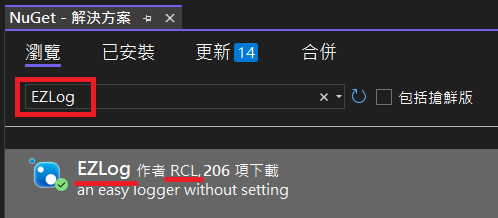 NuGet - 解決方案
瀏覽 已安裝 更新 14 合併
EZLog 包括搶鮮版
EZLog 作者 RCL, 206 項下載
an easy logger without setting